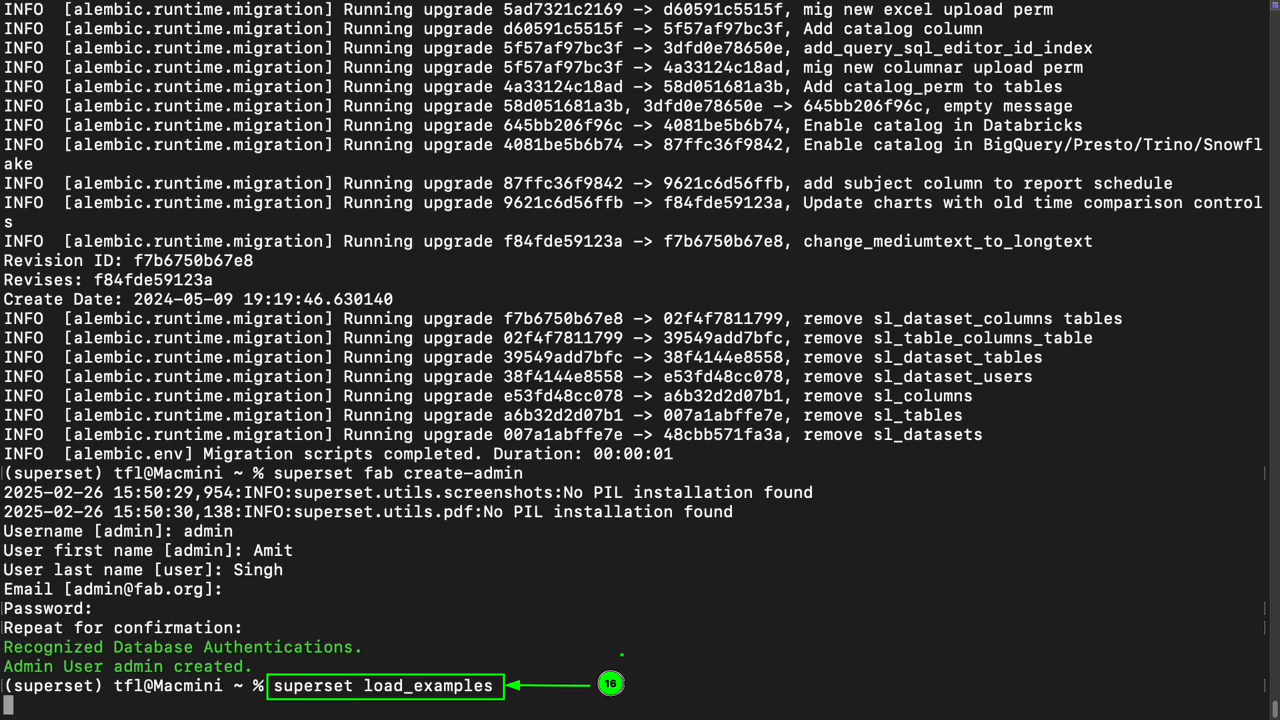 INFO  [alembic.runtime.migration] Running upgrade 5ad7321c2169 -> d60591c5515f, mig new excel upload perm
INFO  [alembic.runtime.migration] Running upgrade d60591c5515f -> 5f57af97bc3f, Add catalog column
INFO  [alembic.runtime.migration] Running upgrade 5f57af97bc3f -> 3dfd0e78650e, add_query_sql_editor_id_index
INFO  [alembic.runtime.migration] Running upgrade 5f57af97bc3f -> 4a33124c18ad, mig new columnar upload perm
INFO  [alembic.runtime.migration] Running upgrade 4a33124c18ad -> 58d051681a3b, Add catalog_perm to tables
INFO  [alembic.runtime.migration] Running upgrade 58d051681a3b, 3dfd0e78650e -> 645bb206f96c, empty message
INFO  [alembic.runtime.migration] Running upgrade 645bb206f96c -> 4081be5b6b74, Enable catalog in Databricks
INFO  [alembic.runtime.migration] Running upgrade 4081be5b6b74 -> 87ffc36f9842, Enable catalog in BigQuery/Presto/Trino/Snowfl
ake
INFO  [alembic.runtime.migration] Running upgrade 87ffc36f9842 -> 9621c6d56ffb, add subject column to report schedule
INFO  [alembic.runtime.migration] Running upgrade 9621c6d56ffb -> f84fde59123a, Update charts with old time comparison control
s
INFO  [alembic.runtime.migration] Running upgrade f84fde59123a -> f7b6750b67e8, change_mediumtext_to_longtext
Revision ID: f7b6750b67e8
Revises: f84fde59123a
Create Date: 2024-05-09 19:19:46.630140
INFO  [alembic.runtime.migration] Running upgrade f7b6750b67e8 -> 02f4f7811799, remove sl_dataset_columns tables
INFO  [alembic.runtime.migration] Running upgrade 02f4f7811799 -> 39549add7bfc, remove sl_table_columns_table
INFO  [alembic.runtime.migration] Running upgrade 39549add7bfc -> 38f4144e8558, remove sl_dataset_tables
INFO  [alembic.runtime.migration] Running upgrade 38f4144e8558 -> e53fd48cc078, remove sl_dataset_users
INFO  [alembic.runtime.migration] Running upgrade e53fd48cc078 -> a6b32d2d07b1, remove sl_columns
INFO  [alembic.runtime.migration] Running upgrade a6b32d2d07b1 -> 007a1abffe7e, remove sl_tables
INFO  [alembic.runtime.migration] Running upgrade 007a1abffe7e -> 48cbb571fa3a, remove sl_datasets
INFO  [alembic.env] Migration scripts completed. Duration: 00:00:01
(superset) tfl@Macmini ~ % superset fab create-admin
2025-02-26 15:50:29,954:INFO:superset.utils.screenshots:No PIL installation found
2025-02-26 15:50:30,138:INFO:superset.utils.pdf:No PIL installation found
Username [admin]: admin
User first name [admin]: Amit
User last name [user]: Singh
Email [admin@fab.org]:
Password:
Repeat for confirmation:
Recognized Database Authentications.
Admin User admin created.
(superset) tfl@Macmini ~ % superset load_examples 16